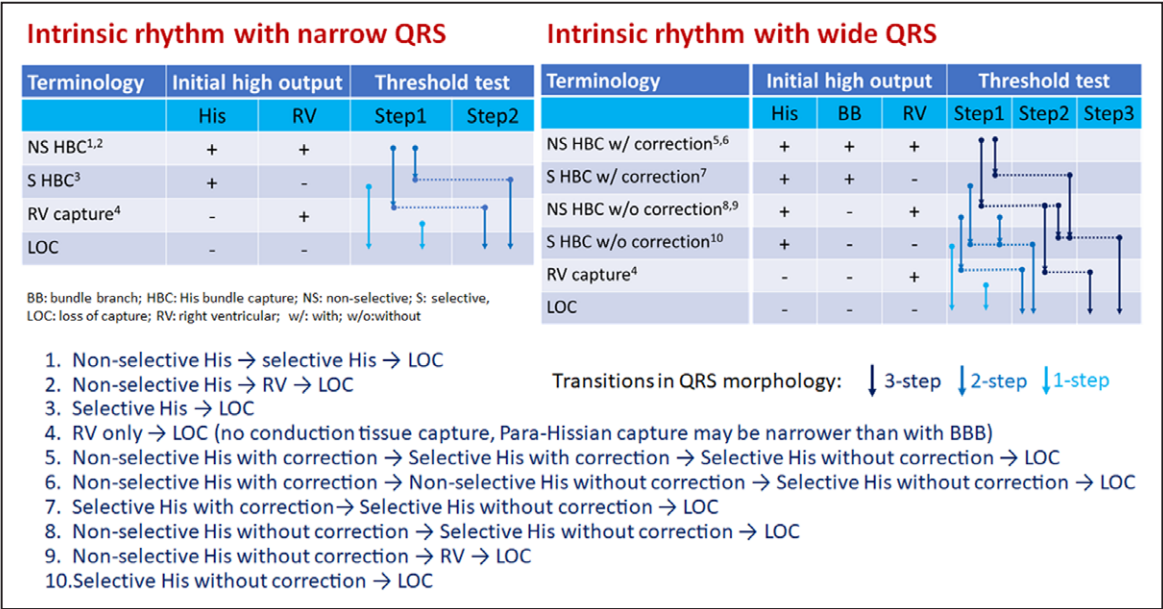 Intrinsic rhythm with narrow QRS
Terminology Initial high output Threshold test
His RV Step1 Step2
NS HBC1,2 + +
S HBC3 + -
RV capture4 - +
LOC - -
BB: bundle branch; HBC: His bundle capture; NS: non-selective; S: selective,
LOC: loss of capture; RV: right ventricular; w/: with; w/o:without
Intrinsic rhythm with wide QRS
Terminology Initial high output Threshold test
His BB RV Step1 Step2 Step3
NS HBC w/ correction5,6 + + +
S HBC w/ correction7 + + -
NS HBC w/o correction8,9 + - +
S HBC w/o correction10 + - -
RV capture4 - - +
LOC - - -
Transitions in QRS morphology: 3-step 2-step 1-step
1. Non-selective His → selective His → LOC
2. Non-selective His → RV → LOC
3. Selective His → LOC
4. RV only → LOC (no conduction tissue capture, Para-Hissian capture may be narrower than with BBB)
5. Non-selective His with correction → Selective His with correction → Selective His without correction → LOC
6. Non-selective His with correction → Non-selective His without correction → Selective His without correction → LOC
7. Selective His with correction→ Selective His without correction → LOC
8. Non-selective His without correction → Selective His without correction → LOC
9. Non-selective His without correction → RV → LOC
10.Selective His without correction → LOC